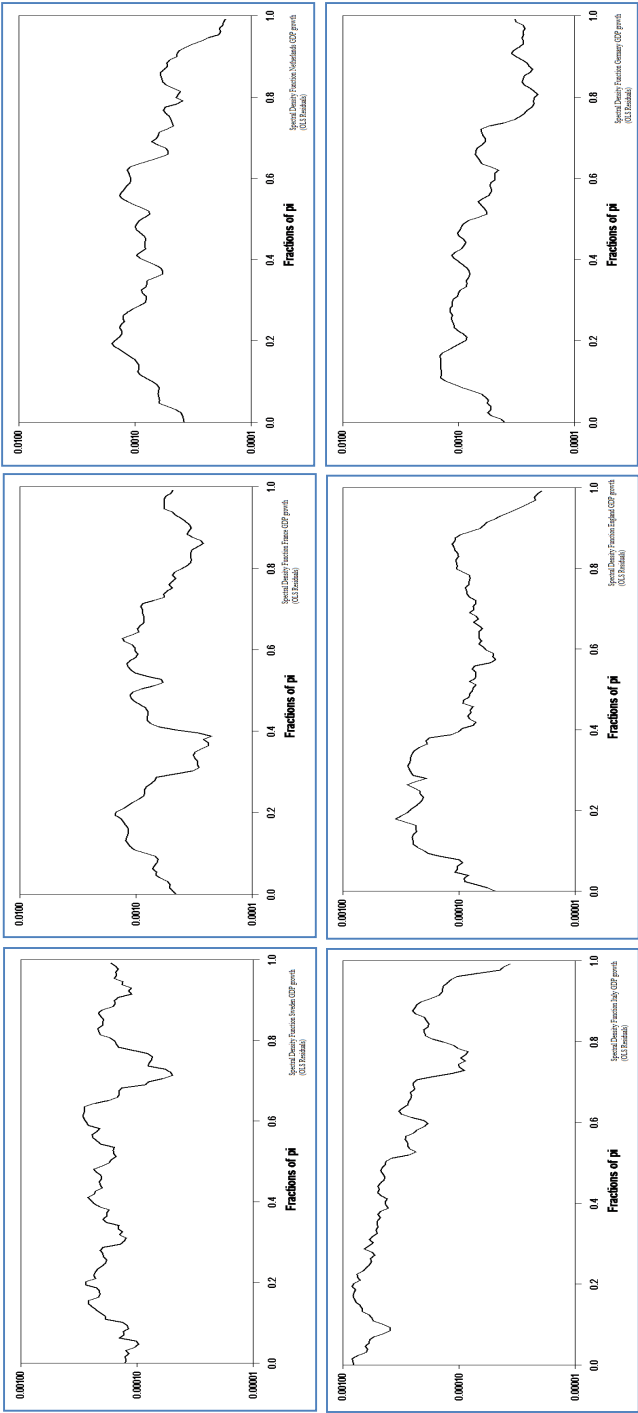 0.00100
0.00010
0.00001
0.0 0.2 0.4 0.6 0.8 1.0
Fractions of pi
Spectral Density Function Sweden GDP growth
(OLS Residuals)
0.0100
0.0010
0.0001
0.0 0.2 0.4 0.6 0.8 1.0
Fractions of pi
Spectral Density Function France GDP growth
(OLS Residuals)
0.0100
0.0010
0.0001
0.0 0.2 0.4 0.6 0.8 1.0
Fractions of pi
Spectral Density Function Netherlands GDP growth
(OLS Residuals)
0.00100
0.00010
0.00001
0.0 0.2 0.4 0.6 0.8 1.0
Fractions of pi
Spectral Density Function Italy GDP growth
(OLS Residuals)
0.00100
0.00010
0.00001
0.0 0.2 0.4 0.6 0.8 1.0
Fractions of pi
Spectral Density Function England GDP growth
(OLS Residuals)
0.0100
0.0010
0.0001
0.0 0.2 0.4 0.6 0.8 1.0
Fractions of pi
Spectral Density Function Germany GDP growth
(OLS Residuals)